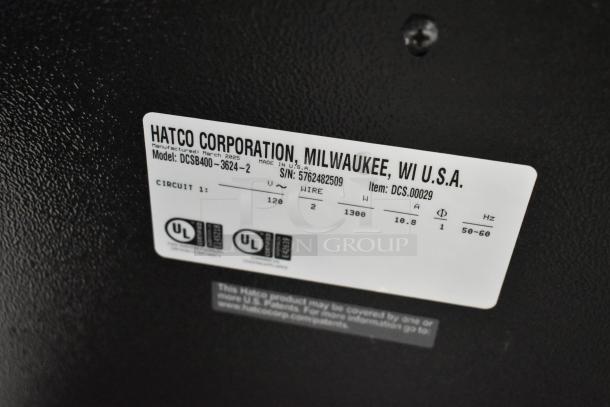 HATCO CORPORATION, MILWAUKEE, WI U.S.A.
Manufactured: March 2025 MADE IN U.S.A.
Model: DCSB400-3624-2 S/N: 5762482509 Item: DCS.00029
CIRCUIT 1: V~ WIRE W A Φ Hz
120 2 1300 10.8 1 50-60
UL UL
GROUP
This Hatco product may be covered by one or
more U.S. Patents. For more information go to:
www.hatcocorp.com/patents.